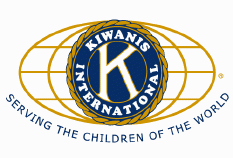 KIWANIS
K
INTERNATIONAL
®
SERVING THE CHILDREN OF THE WORLD